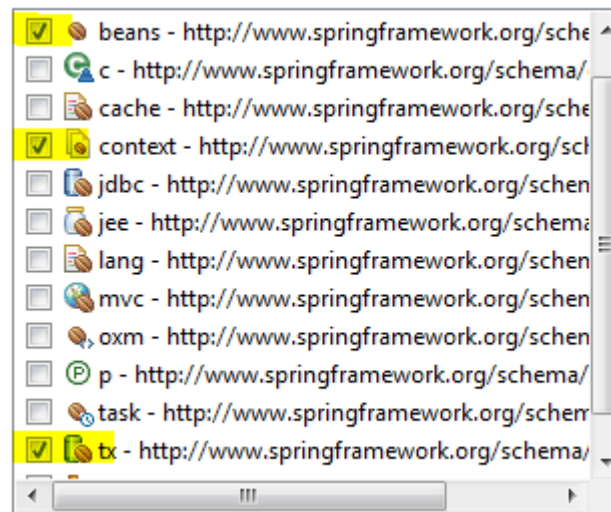 beans - http://www.springframework.org/sche
c - http://www.springframework.org/schema/
cache - http://www.springframework.org/sche
context - http://www.springframework.org/sch
jdbc - http://www.springframework.org/schen
jee - http://www.springframework.org/schema
lang - http://www.springframework.org/schen
mvc - http://www.springframework.org/schen
oxm - http://www.springframework.org/schen
p - http://www.springframework.org/schema/
task - http://www.springframework.org/schem
tx - http://www.springframework.org/schema/